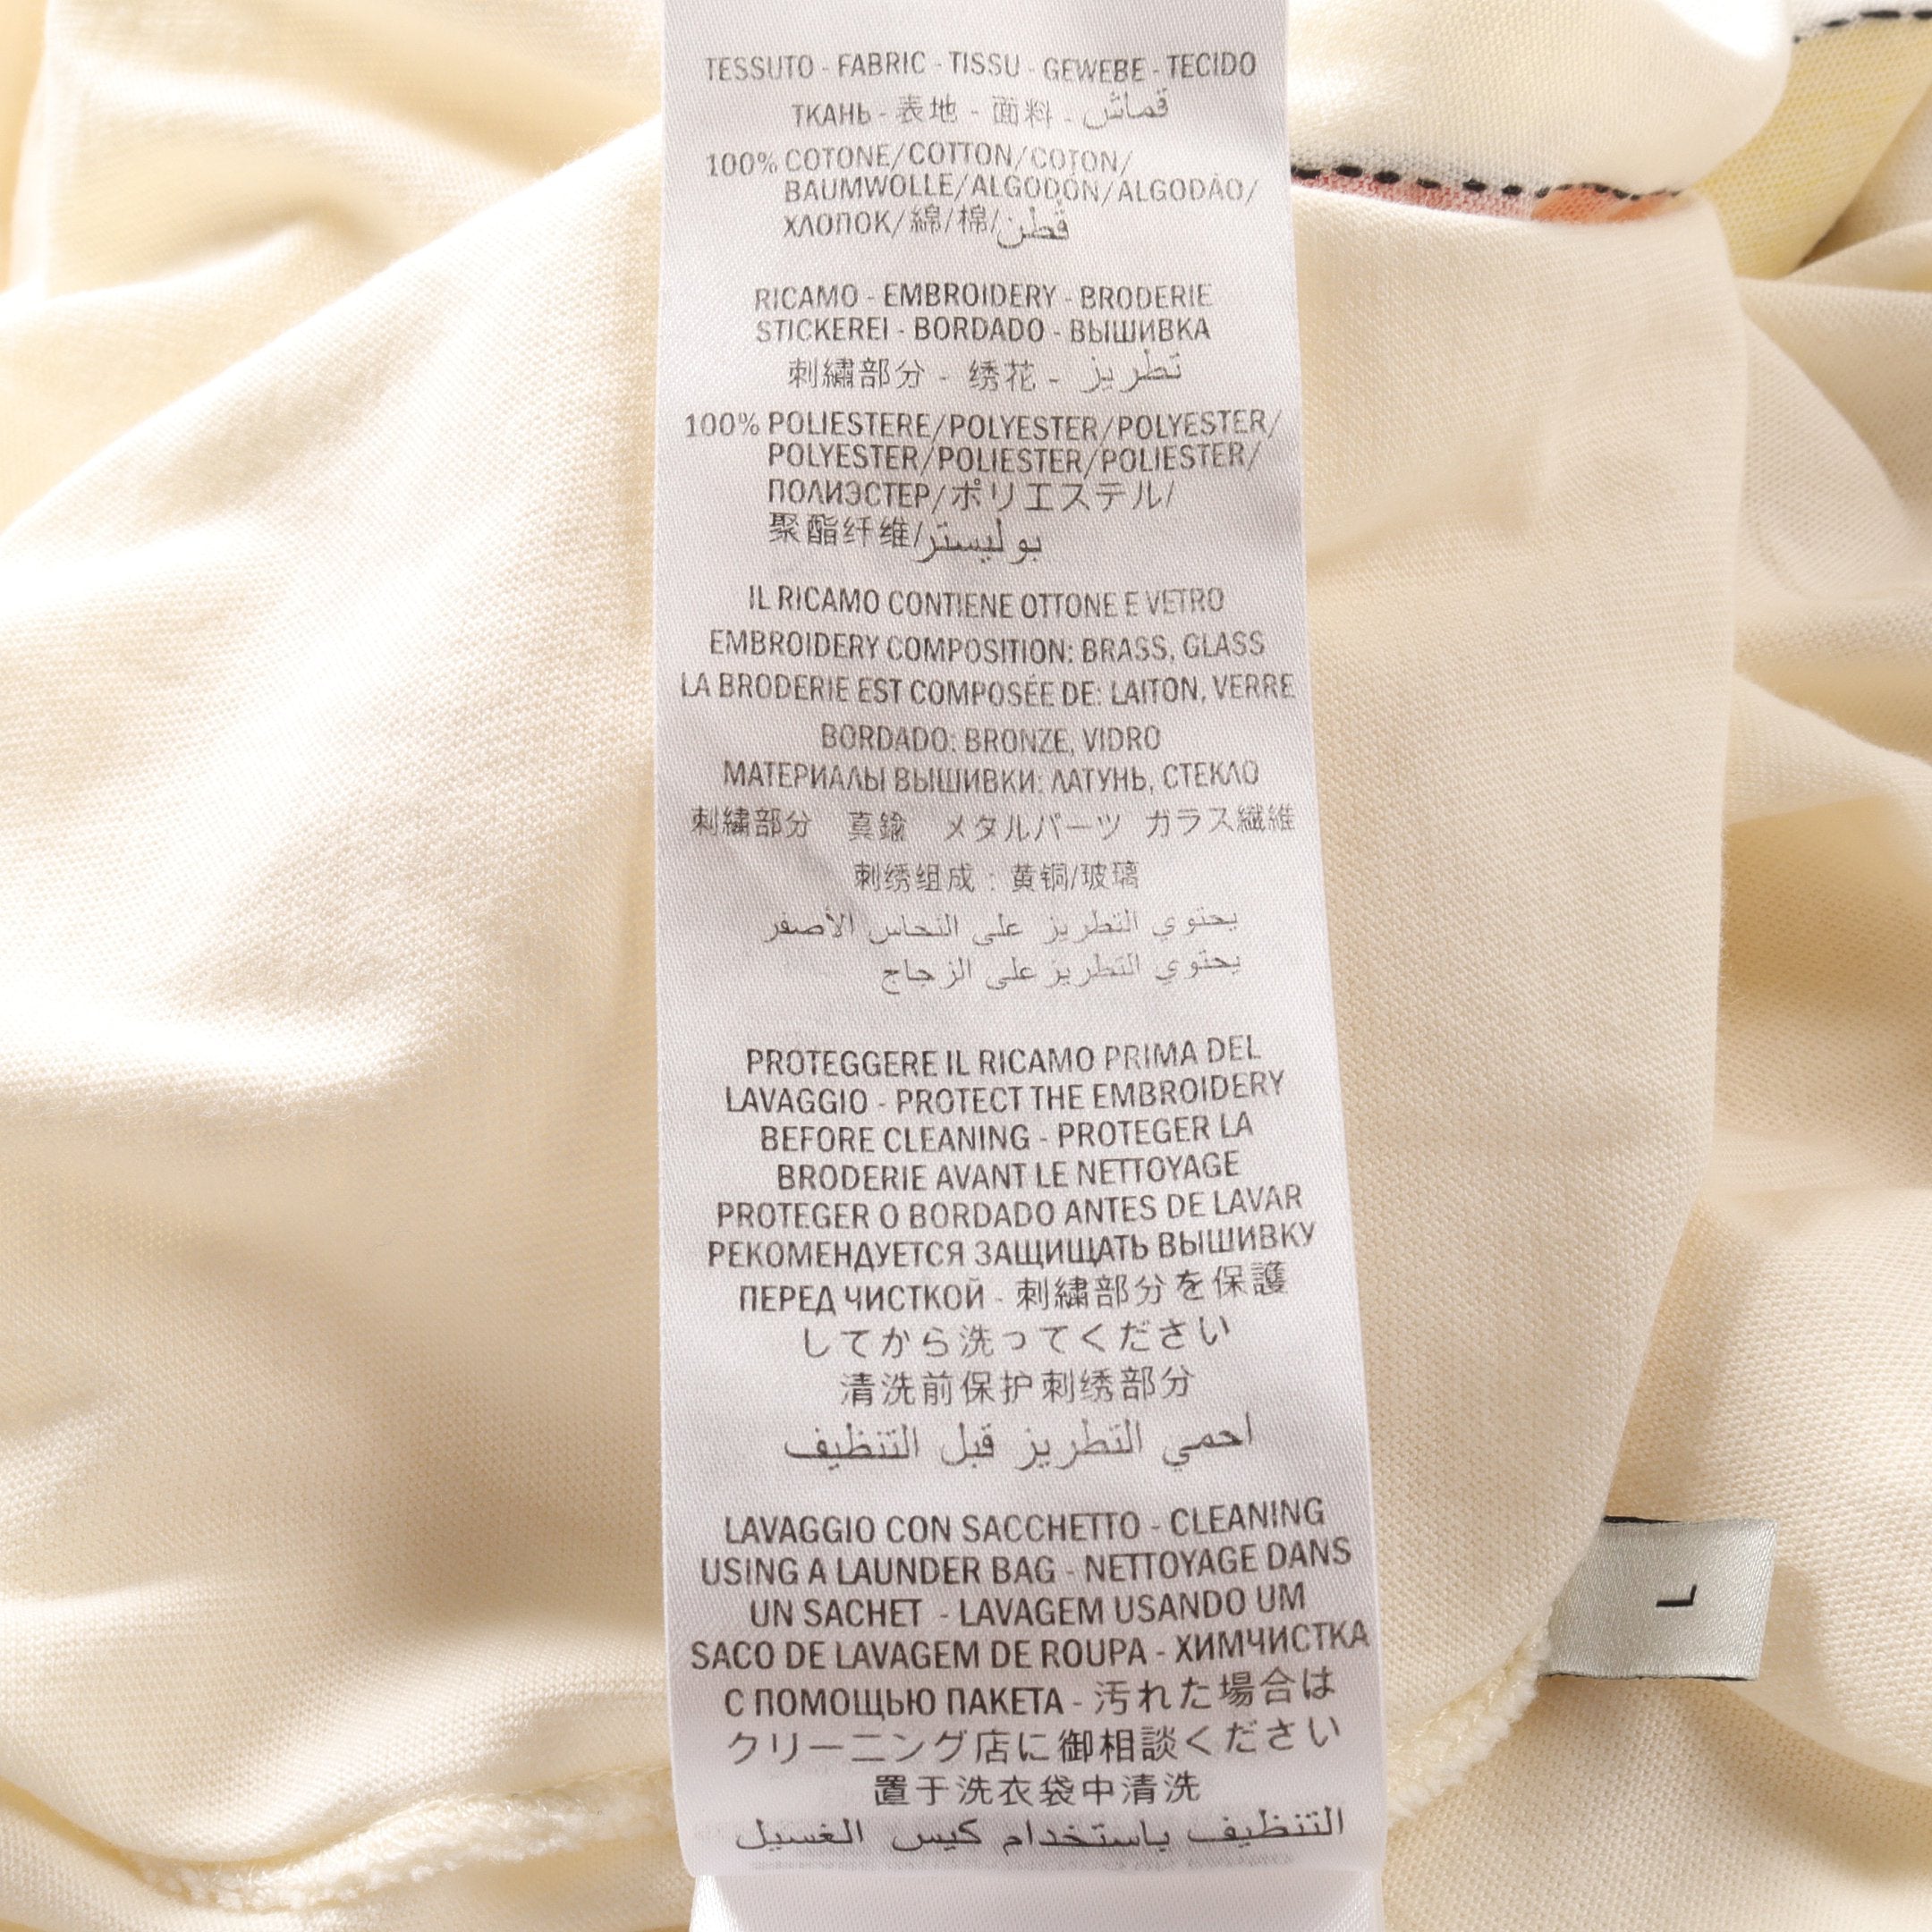 TESSUTO - FABRIC - TISSU - GEWEBE - TECIDO
ТКАНЬ - 表地 - 面料 - قماش
100% COTONE/COTTON/COTON/
BAUMWOLLE/ALGODÓN/ALGODÃO/
ХЛОПОК/綿/棉/قُطن
RICAMO - EMBROIDERY - BRODERIE
STICKEREI - BORDADO - ВЫШИВКА
刺繡部分 - 绣花 - تطريز
100% POLIESTERE/POLYESTER/POLYESTER/
POLYESTER/POLIESTER/POLIESTER/
ПОЛИЭСТЕР/ポリエステル/
聚酯纤维/بوليستر
IL RICAMO CONTIENE OTTONE E VETRO
EMBROIDERY COMPOSITION: BRASS, GLASS
LA BRODERIE EST COMPOSÉE DE: LAITON, VERRE
BORDADO: BRONZE, VIDRO
МАТЕРИАЛЫ ВЫШИВКИ: ЛАТУНЬ, СТЕКЛО
刺繍部分 真鍮 メタルパーツ ガラス繊維
刺绣组成：黄铜/玻璃
يحتوي التطريز على النحاس الأصفر
يحتوي التطريز على الزجاج
PROTEGGERE IL RICAMO PRIMA DEL
LAVAGGIO - PROTECT THE EMBROIDERY
BEFORE CLEANING - PROTEGER LA
BRODERIE AVANT LE NETTOYAGE
PROTEGER O BORDADO ANTES DE LAVAR
РЕКОМЕНДУЕТСЯ ЗАЩИЩАТЬ ВЫШИВКУ
ПЕРЕД ЧИСТКОЙ - 刺繍部分を保護
してから洗ってください
清洗前保护刺绣部分
احمي التطريز قبل التنظيف
LAVAGGIO CON SACCHETTO - CLEANING
USING A LAUNDER BAG - NETTOYAGE DANS
UN SACHET - LAVAGEM USANDO UM
SACO DE LAVAGEM DE ROUPA - ХИМЧИСТКА
С ПОМОЩЬЮ ПАКЕТА - 汚れた場合は
クリーニング店に御相談ください
置于洗衣袋中清洗
التنظيف باستخدام كيس الغسيل
L